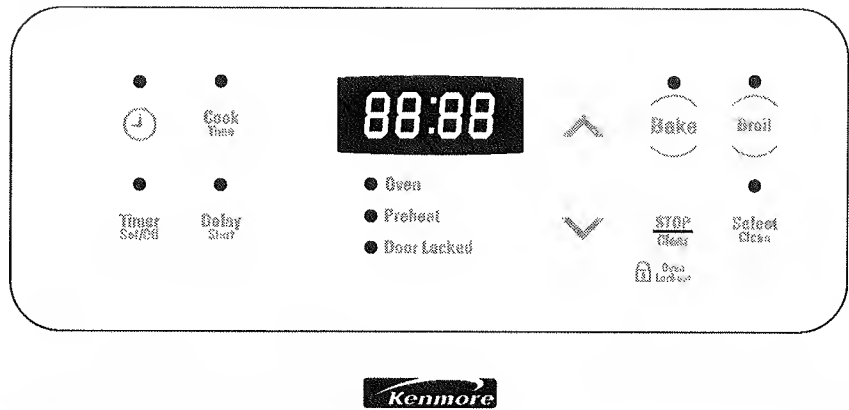 88:88
Cook
Time
Bake
Broil
Oven
Preheat
Door Locked
Timer
Set/Off
Delay
Start
STOP
Clear
Select
Clean
Oven
Lockout
Kenmore